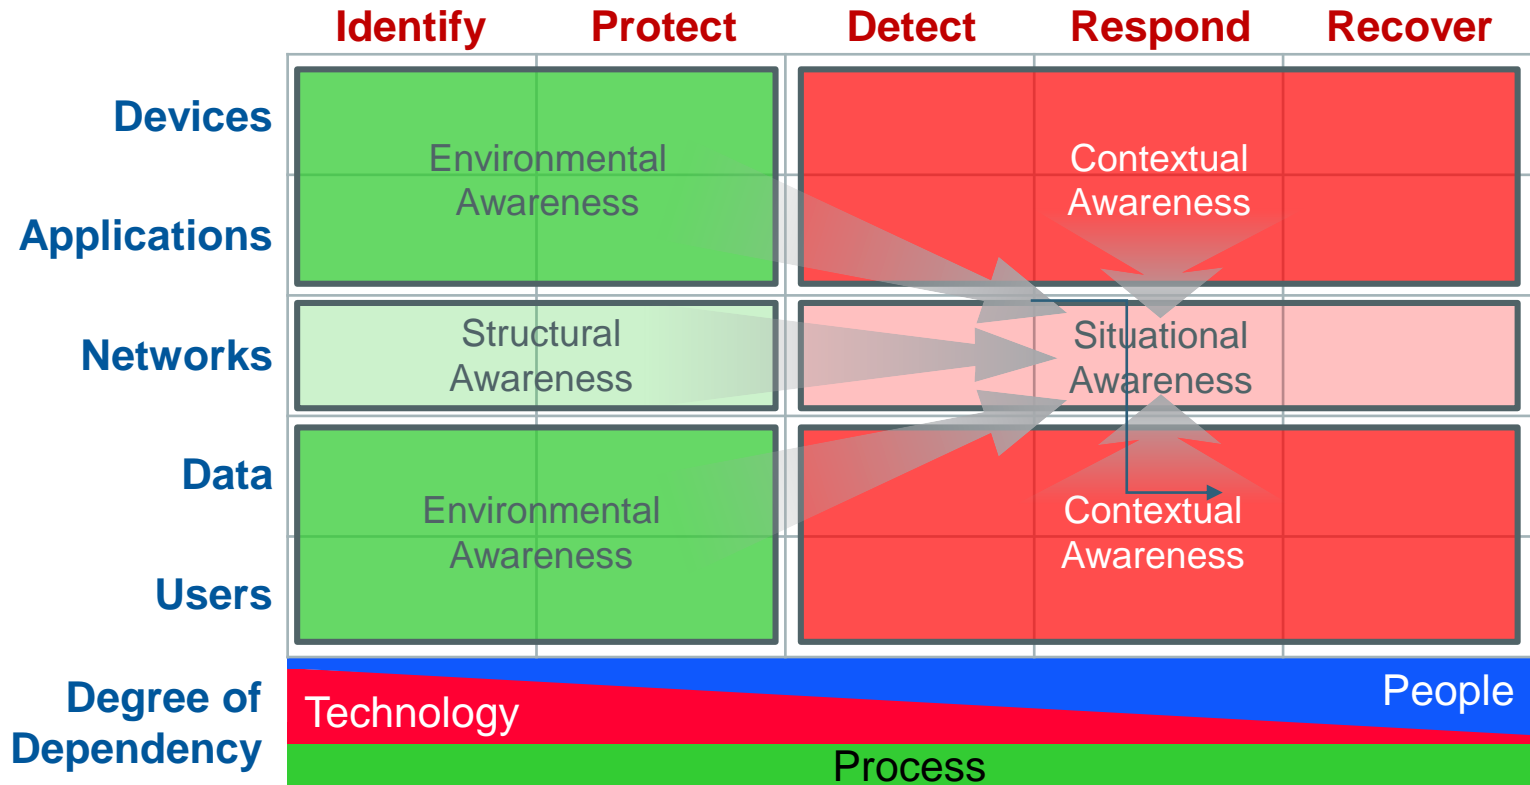 Identify Protect Detect Respond Recover
Devices
Environmental
Awareness
Contextual
Awareness
Applications
Networks
Structural
Awareness
Situational
Awareness
Data
Environmental
Awareness
Contextual
Awareness
Users
Degree of
Dependency
Technology
People
Process